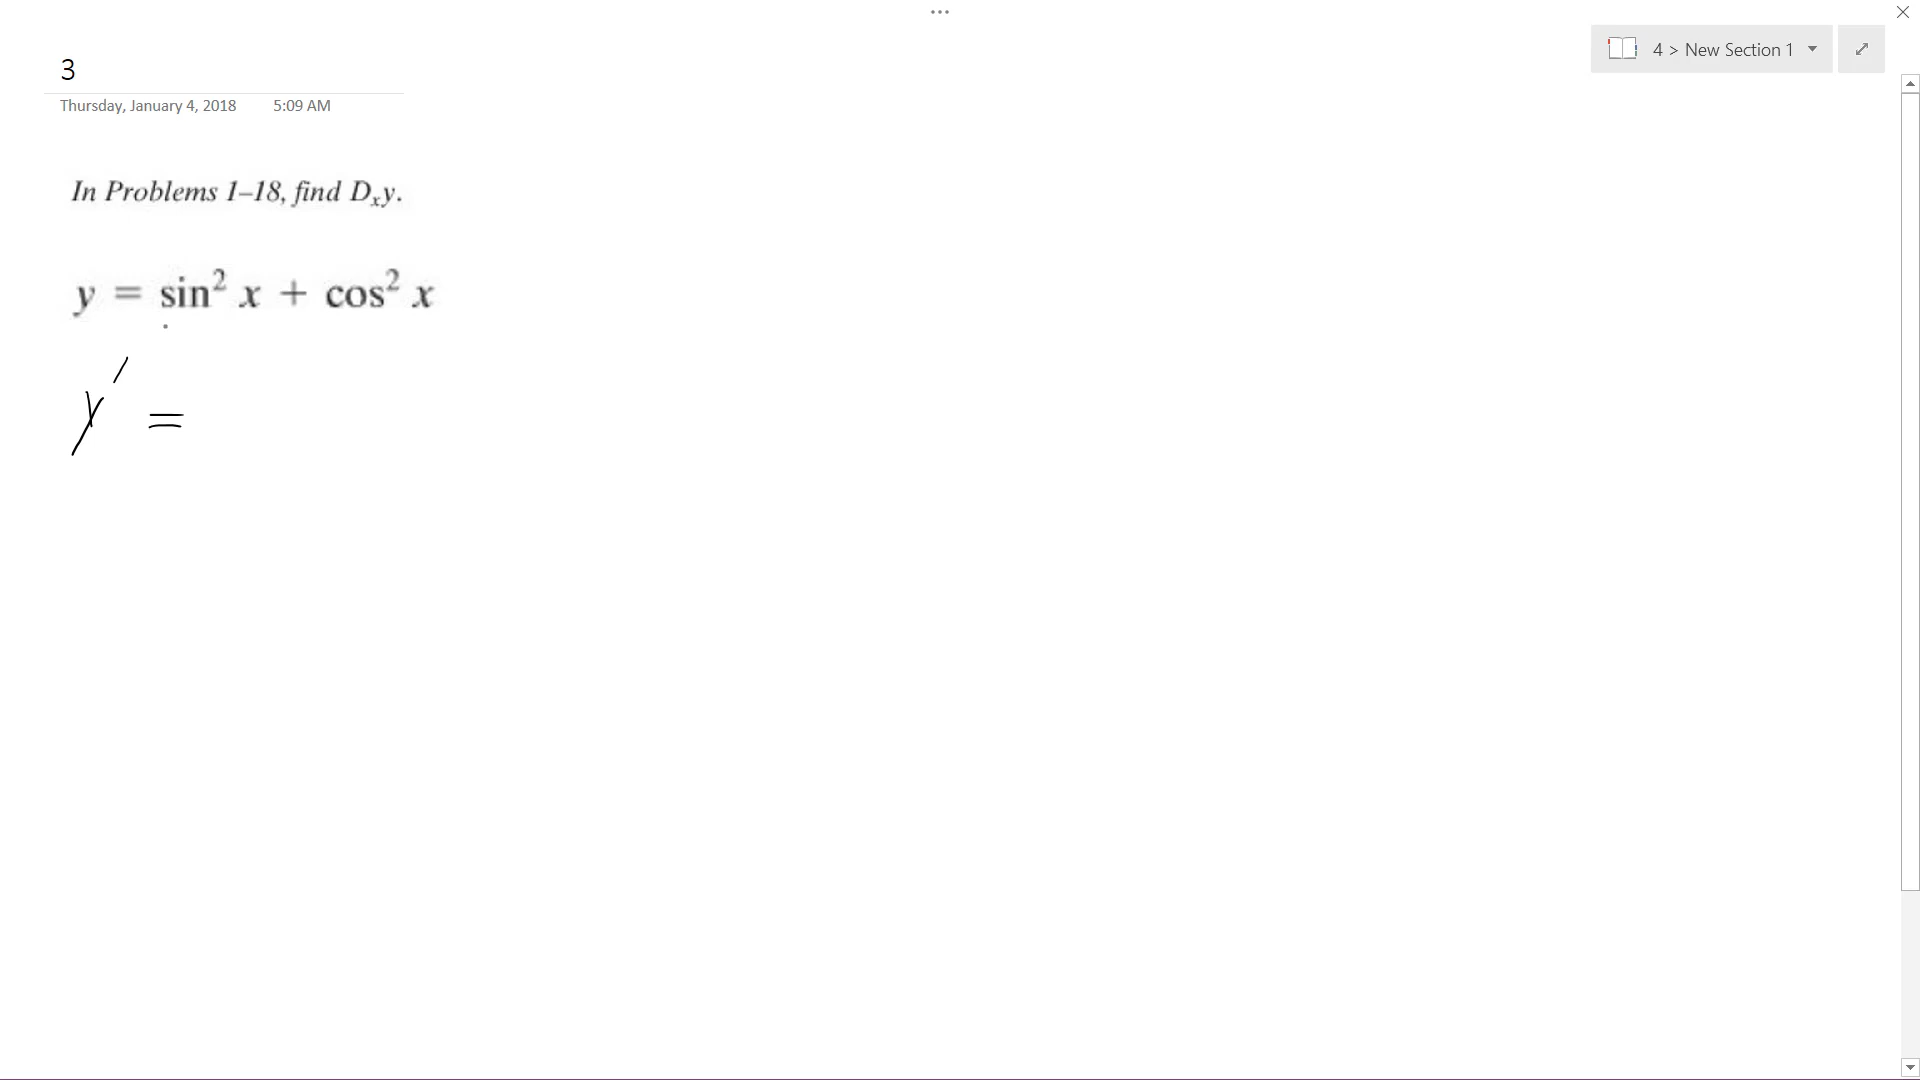 ...
4 > New Section 1
3
Thursday, January 4, 2018 5:09 AM
In Problems 1–18, find Dₓy.
y = sin² x + cos² x
y' =